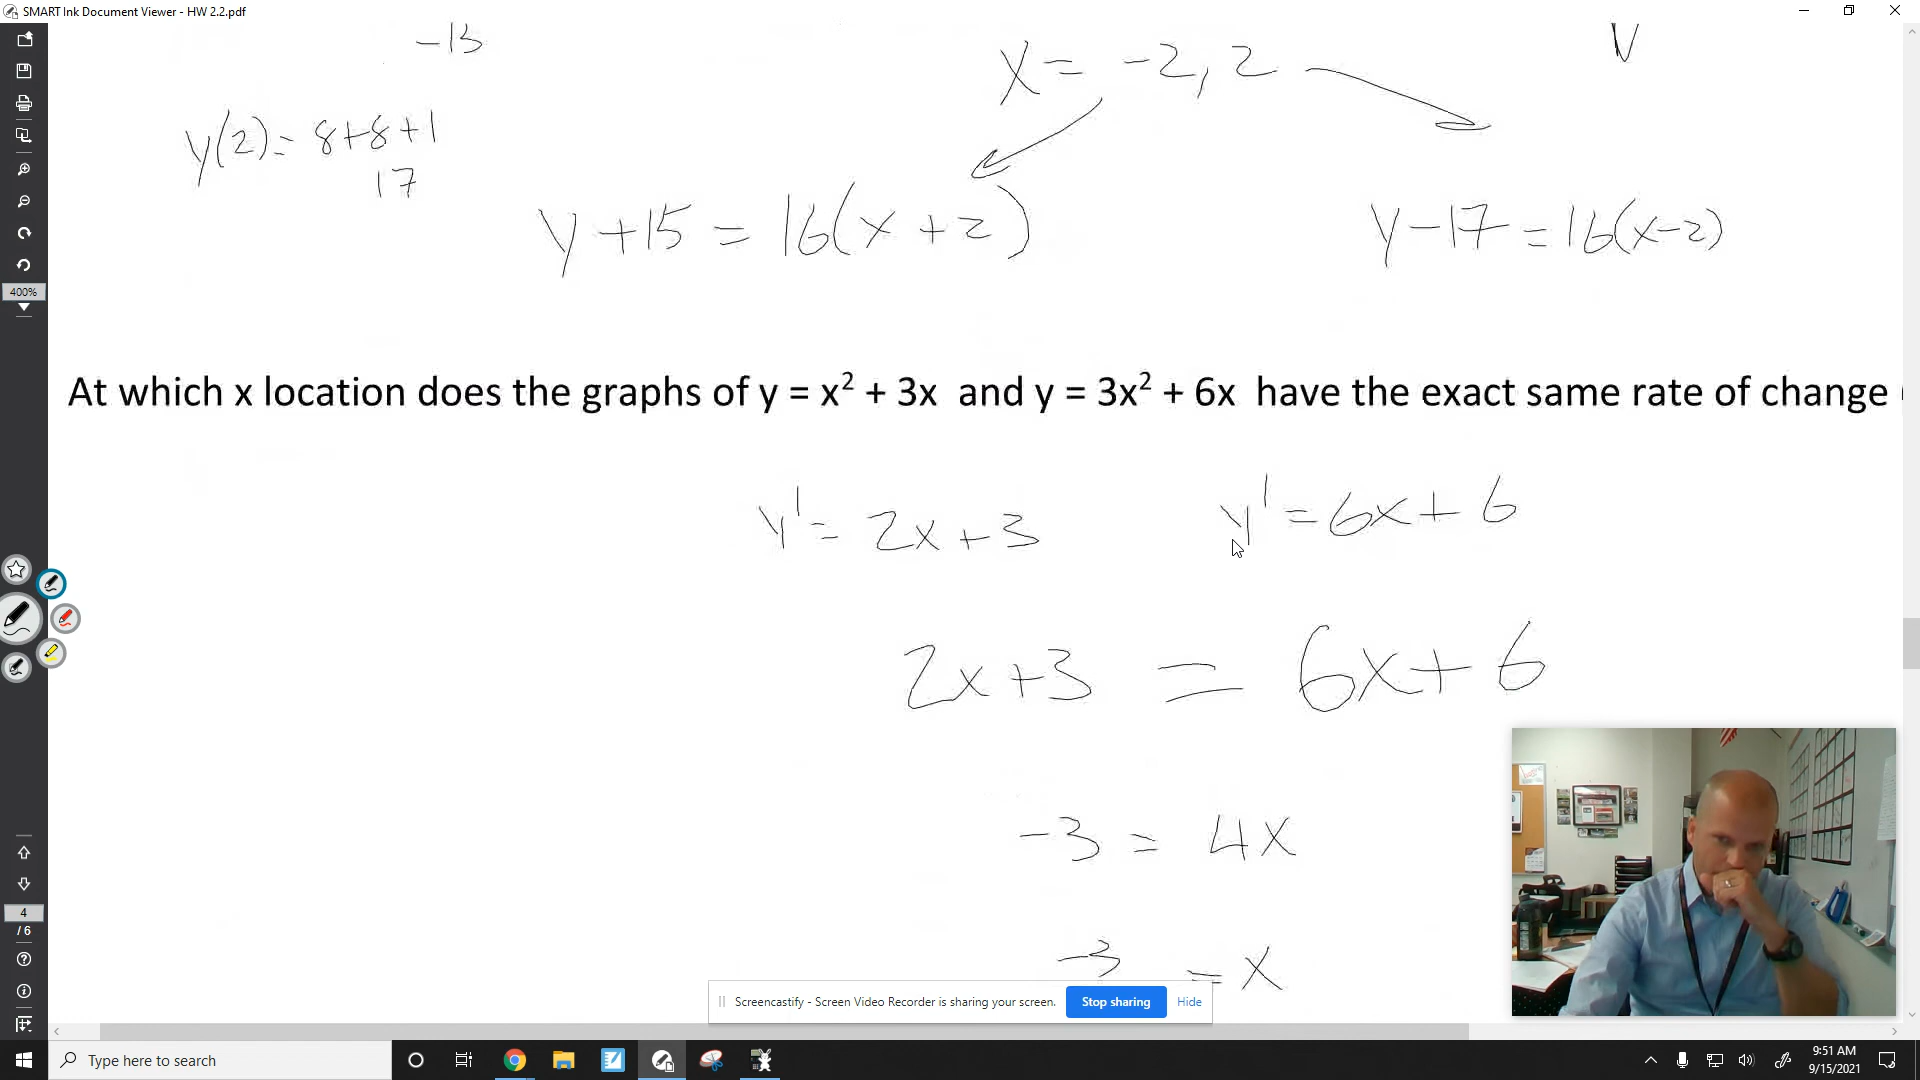 SMART Ink Document Viewer - HW 2.2.pdf
x = -2, 2
y(2) = 8+8+1
17
y + 15 = 16(x + 2)
y - 17 = 16(x - 2)
At which x location does the graphs of y = x² + 3x and y = 3x² + 6x have the exact same rate of change
y' = 2x + 3
y' = 6x + 6
2x + 3 = 6x + 6
-3 = 4x
-3 = x
400%
4
/ 6
Screencastify - Screen Video Recorder is sharing your screen.
Stop sharing
Hide
Type here to search
9:51 AM
9/15/2021